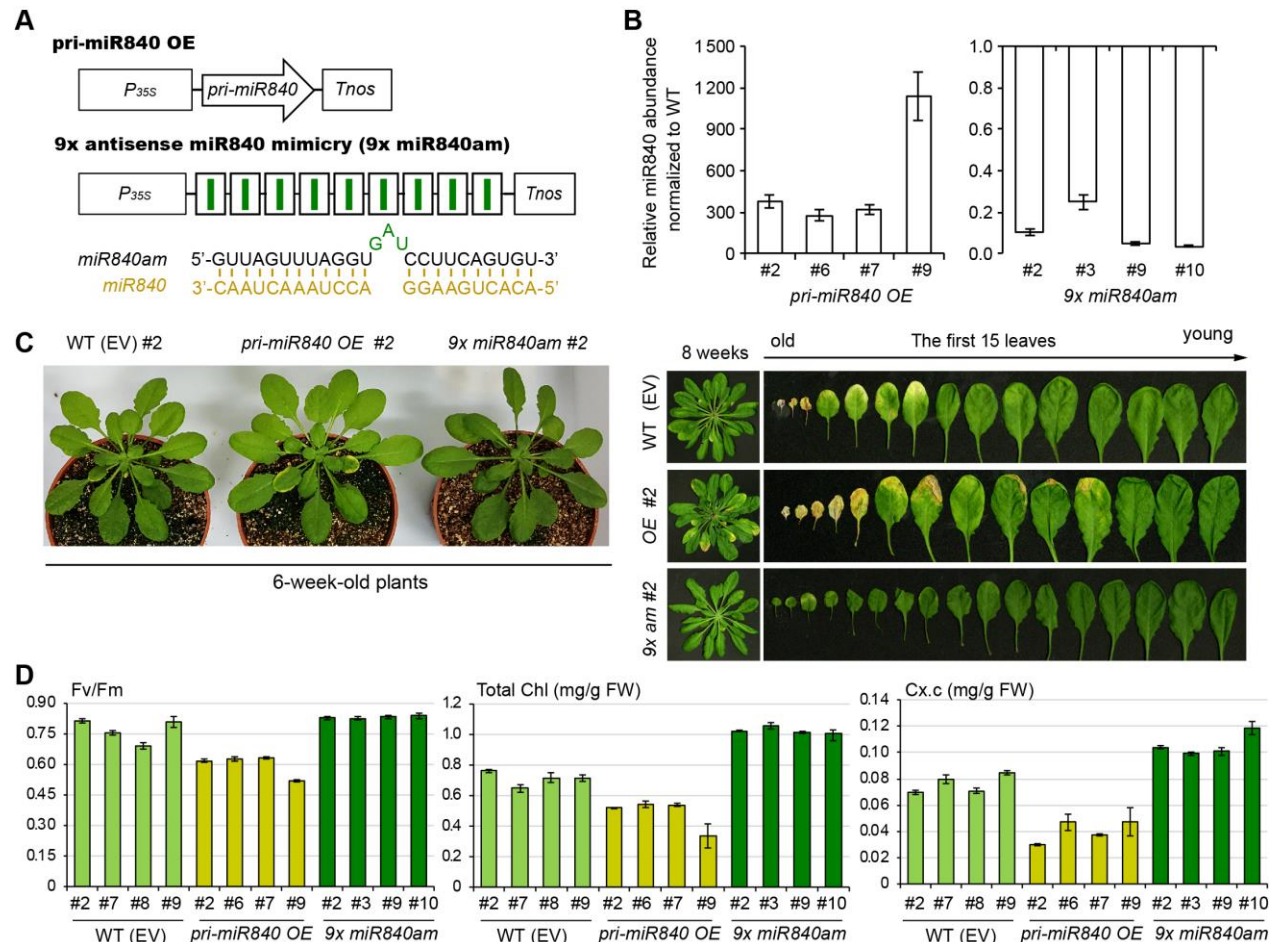 A
pri-miR840 OE
P35S pri-miR840 Tnos
9x antisense miR840 mimicry (9x miR840am)
P35S Tnos
GAU
miR840am 5'-GUUAGUUUAGGU CCUUCAGUGU-3'
miR840 3'-CAAUCAAAUCCA GGAAGUCACA-5'
B
Relative miR840 abundance
normalized to WT
1 500
1200
900
600
300
0
#2 #6 #7 #9
pri-miR840 OE
1.0
0.8
0.6
0.4
0.2
0.0
#2 #3 #9 #10
9x miR840am
C
WT (EV) #2 pri-miR840 OE #2 9x miR840am #2
6-week-old plants
8 weeks old The first 15 leaves young
WT (EV)
OE #2
9x am #2
D
Fv/Fm
0.90
0.75
0.60
0.45
0.30
0.15
0
#2 #7 #8 #9 #2 #6 #7 #9 #2 #3 #9 #10
WT (EV) pri-miR840 OE 9x miR840am
Total Chl (mg/g FW)
1.2
1.0
0.8
0.6
0.4
0.2
0
#2 #7 #8 #9 #2 #6 #7 #9 #2 #3 #9 #10
WT (EV) pri-miR840 OE 9x miR840am
Cx.c (mg/g FW)
0.14
0.12
0.10
0.08
0.06
0.04
0.02
0
#2 #7 #8 #9 #2 #6 #7 #9 #2 #3 #9 #10
WT (EV) pri-miR840 OE 9x miR840am